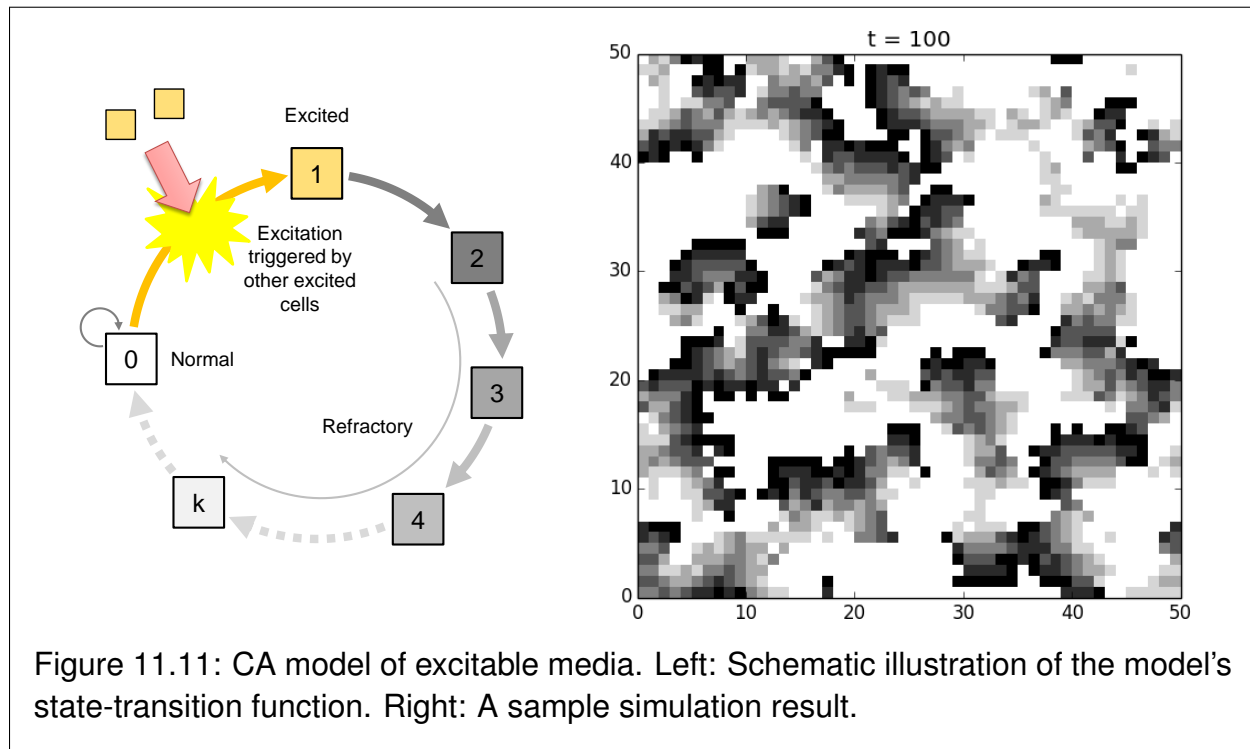 Excited
1
Excitation
triggered by
other excited
cells
2
0
Normal
3
Refractory
k
4
t = 100
50
40
30
20
10
0
0
10
20
30
40
50
Figure 11.11: CA model of excitable media. Left: Schematic illustration of the model’s
state-transition function. Right: A sample simulation result.